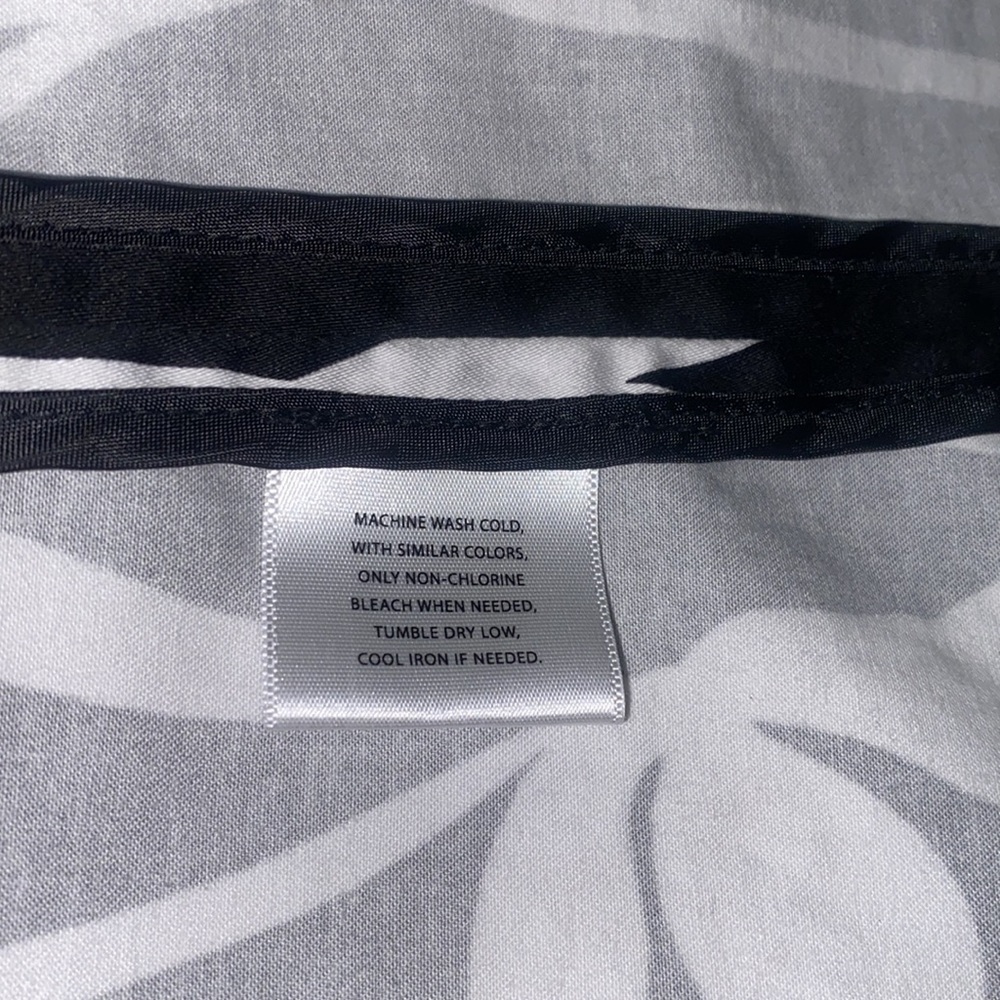 MACHINE WASH COLD,
WITH SIMILAR COLORS,
ONLY NON-CHLORINE
BLEACH WHEN NEEDED,
TUMBLE DRY LOW,
COOL IRON IF NEEDED.